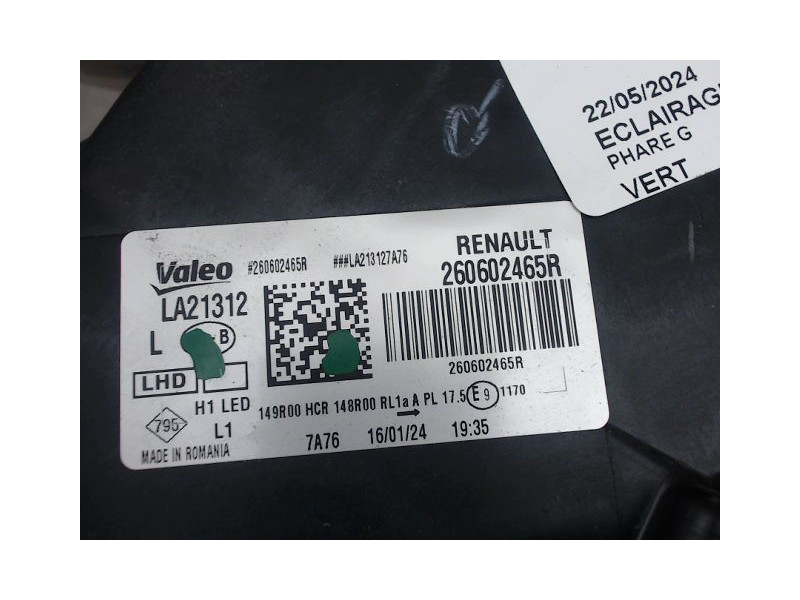 22/05/2024
ECLAIRAG
PHARE G
VERT
Valeo #260602465R ###LA213127A76 RENAULT
LA21312 260602465R
L B
260602465R
LHD
H1 LED 149R00 HCR 148R00 RL1a A PL 17.5 E9 1170
795 L1
7A76 16/01/24 19:35
MADE IN ROMANIA